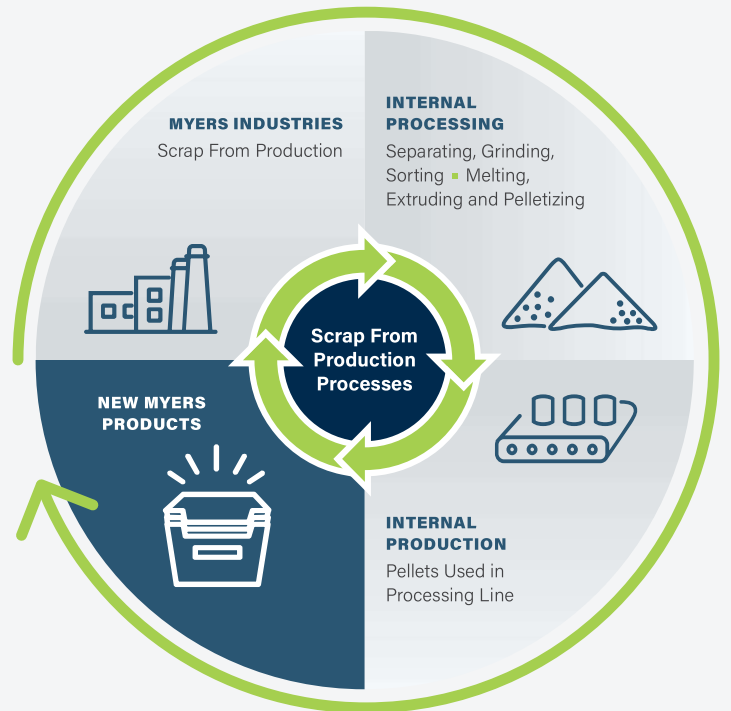 MYERS INDUSTRIES
Scrap From Production
INTERNAL
PROCESSING
Separating, Grinding,
Sorting ▪ Melting,
Extruding and Pelletizing
Scrap From
Production
Processes
NEW MYERS
PRODUCTS
INTERNAL
PRODUCTION
Pellets Used in
Processing Line